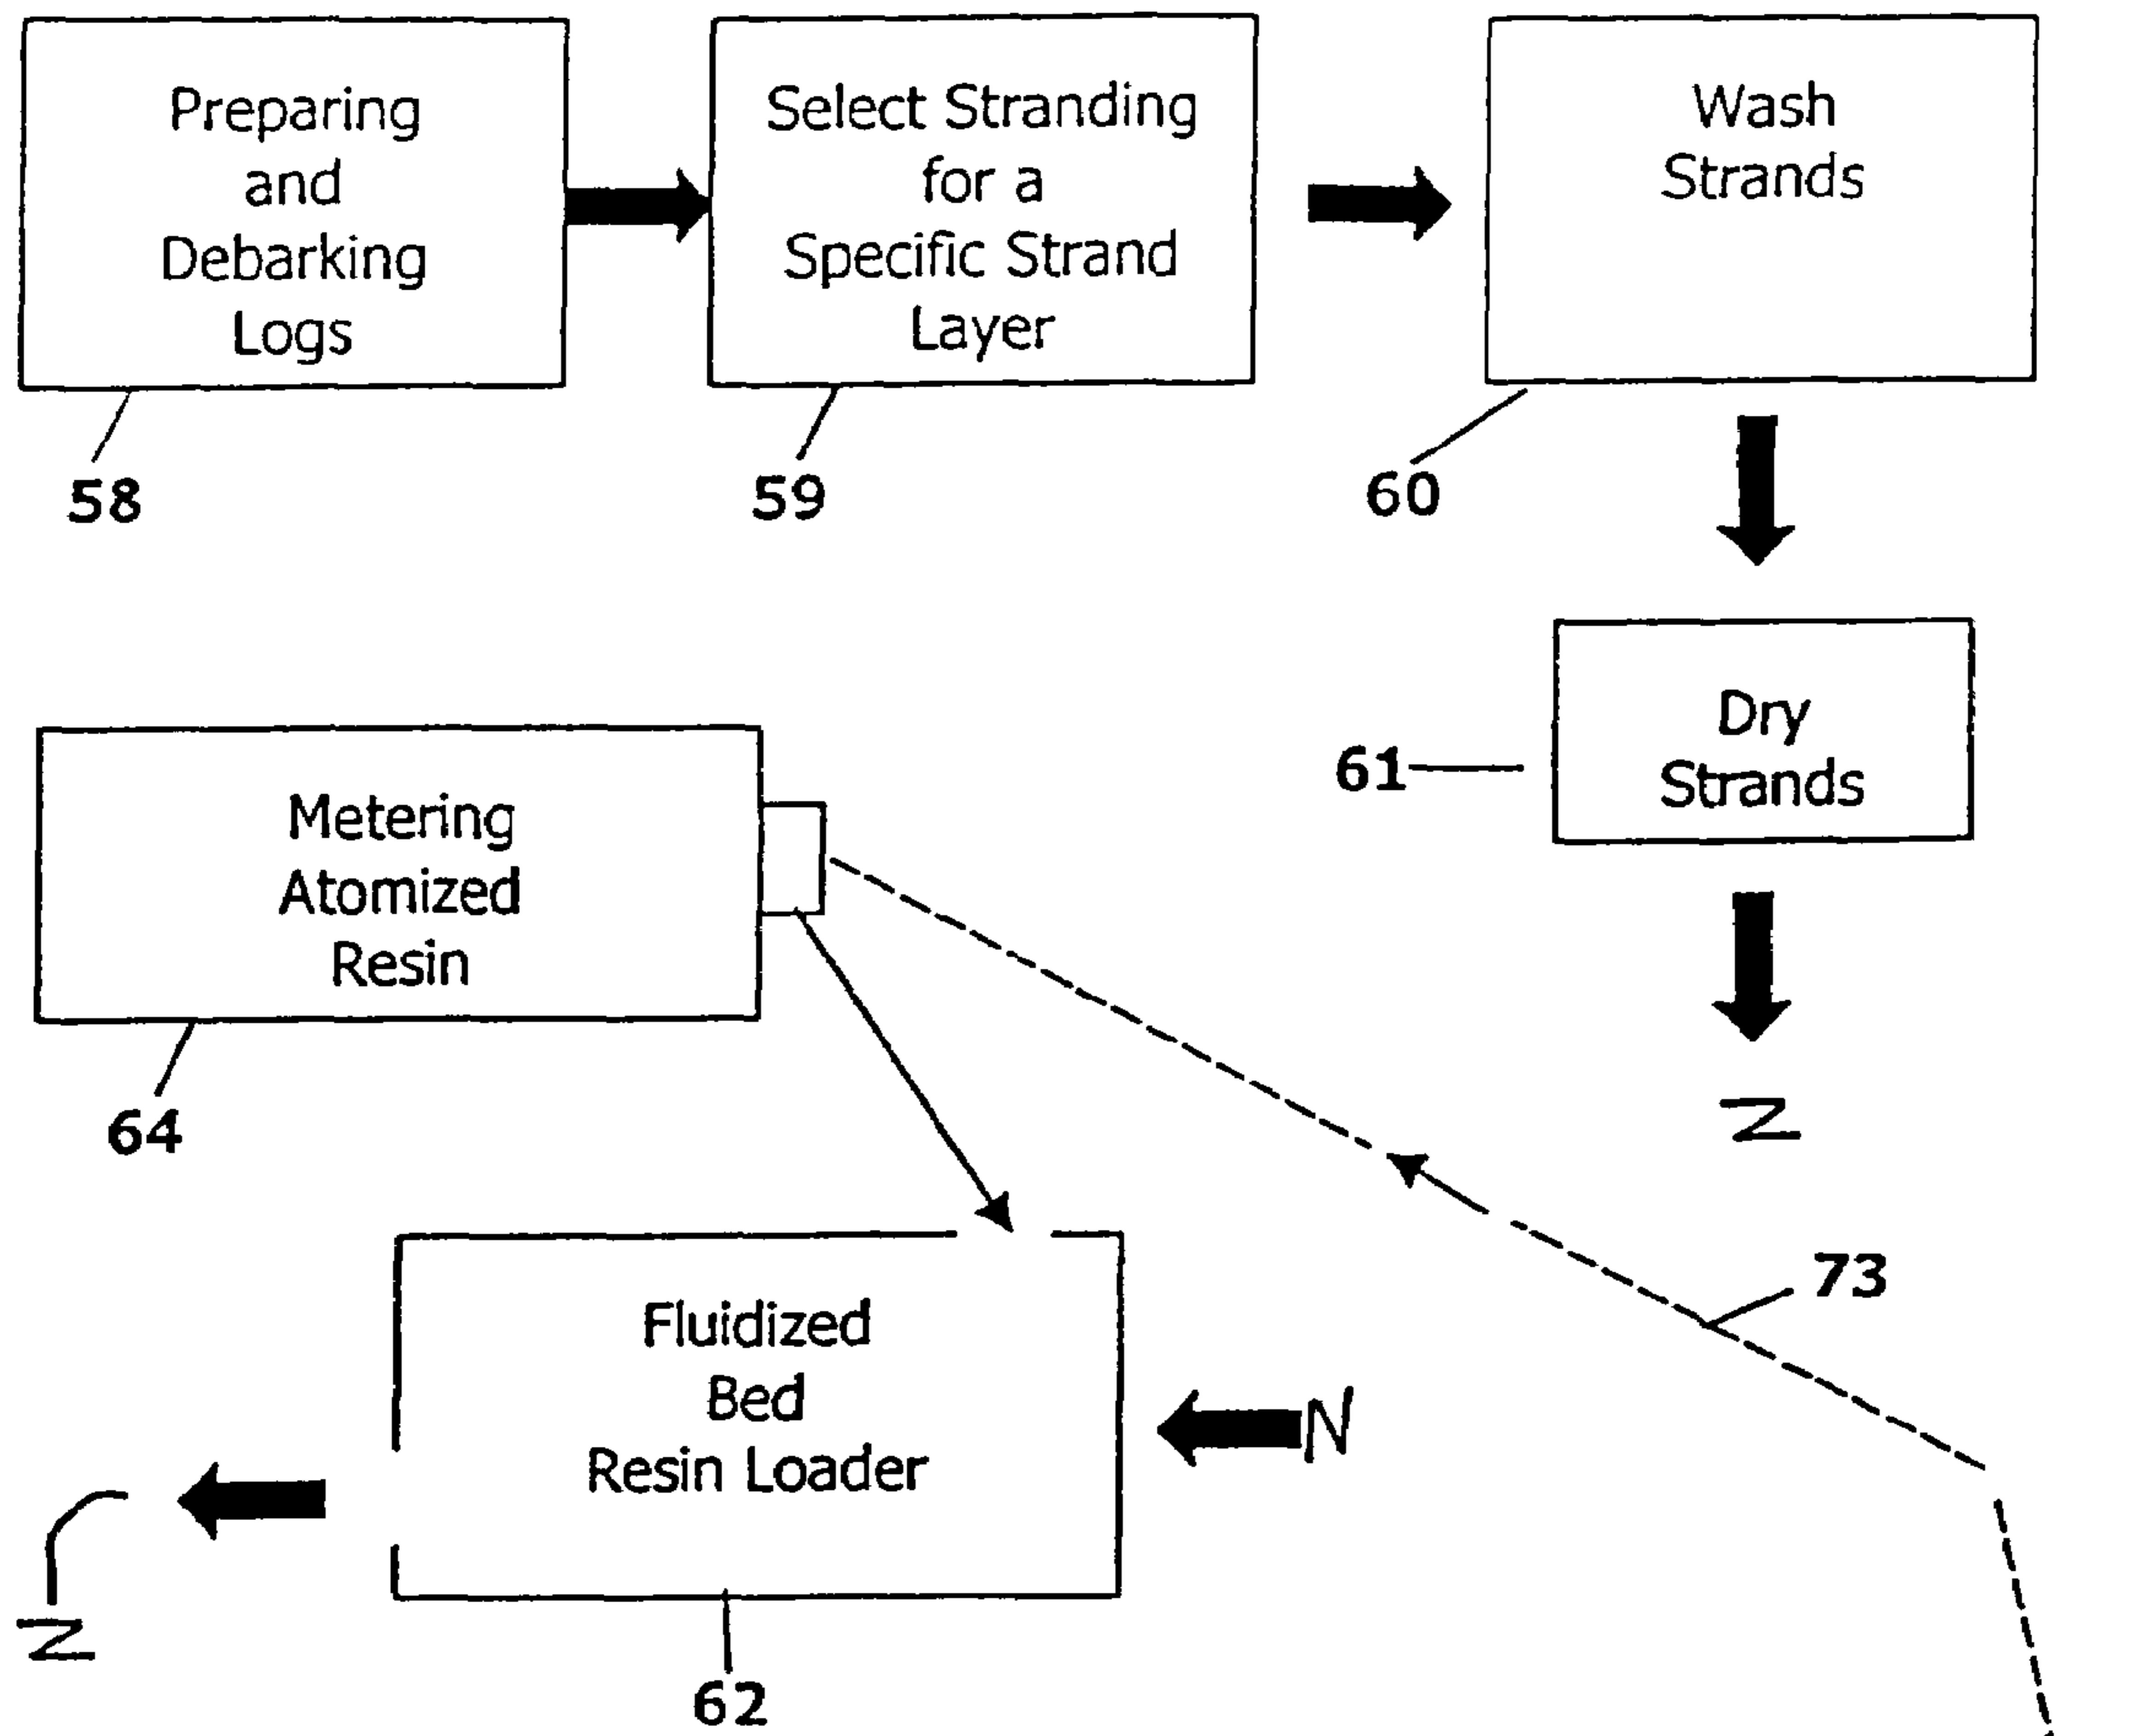 Preparing
and
Debarking
Logs
58
Select Stranding
for a
Specific Strand
Layer
59
Wash
Strands
60
Dry
Strands
61
Z
Metering
Atomized
Resin
64
73
Fluidized
Bed
Resin Loader
62
N
Z